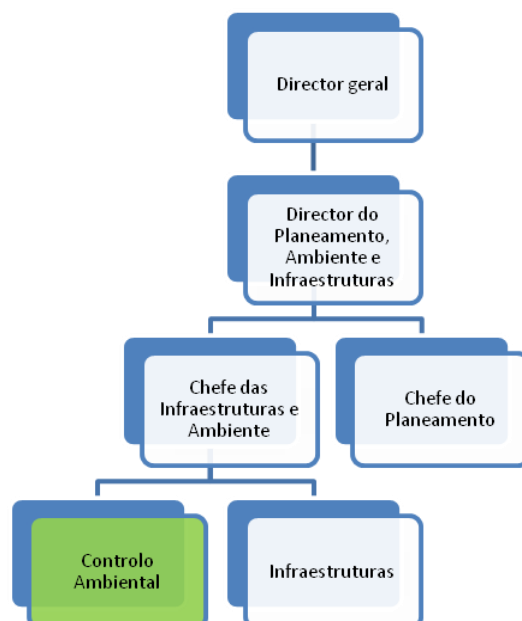 Director geral
Director do
Planeamento,
Ambiente e
Infraestruturas
Chefe das
Infraestruturas e
Ambiente
Chefe do
Planeamento
Controlo
Ambiental
Infraestruturas